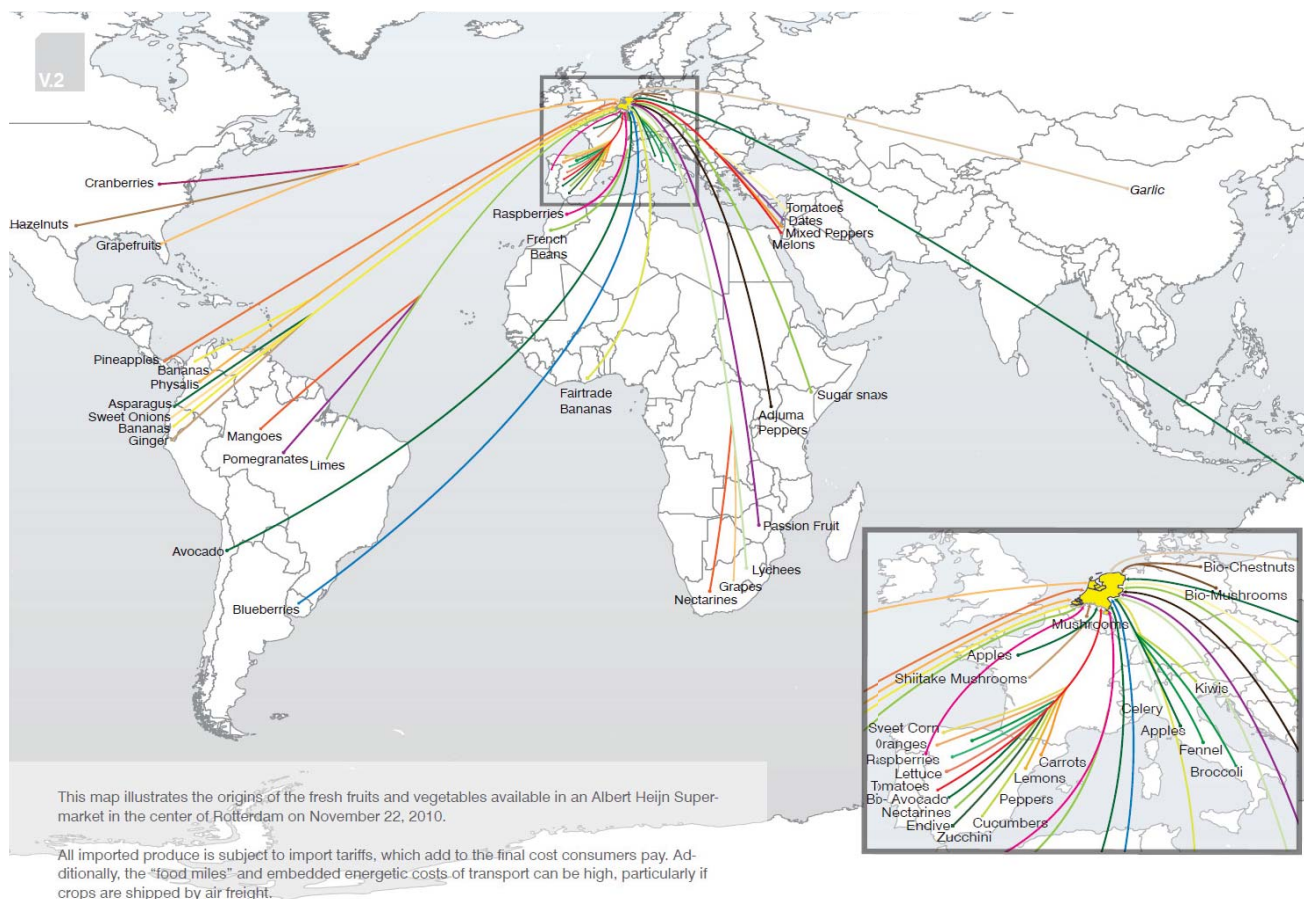 V.2
Cranberries
Hazelnuts
Grapefruits
Garlic
Raspberries
French
Beans
Tomatoes
Dates
Mixed Peppers
Melons
Pineapples
Bananas
Physalis
Asparagus
Sweet Onions
Bananas
Ginger
Mangoes
Pomegranates
Limes
Fairtrade
Bananas
Adjuma
Peppers
Sugar snaxs
Avocado
Blueberries
Passion Fruit
Lychees
Grapes
Nectarines
Bio-Chestnuts
Bio-Mushrooms
Mushrooms
Apples
Shiitake Mushrooms
Kiwis
Celery
Apples
Fennel
Broccoli
Sweet Corn
Oranges
Raspberries
Lettuce
Tomatoes
Bio-Avocado
Nectarines
Endive
Zucchini
Carrots
Lemons
Peppers
Cucumbers
This map illustrates the origins of the fresh fruits and vegetables available in an Albert Heijn Super-
market in the center of Rotterdam on November 22, 2010.
All imported produce is subject to import tariffs, which add to the final cost consumers pay. Ad-
ditionally, the “food miles” and embedded energetic costs of transport can be high, particularly if
crops are shipped by air freight.